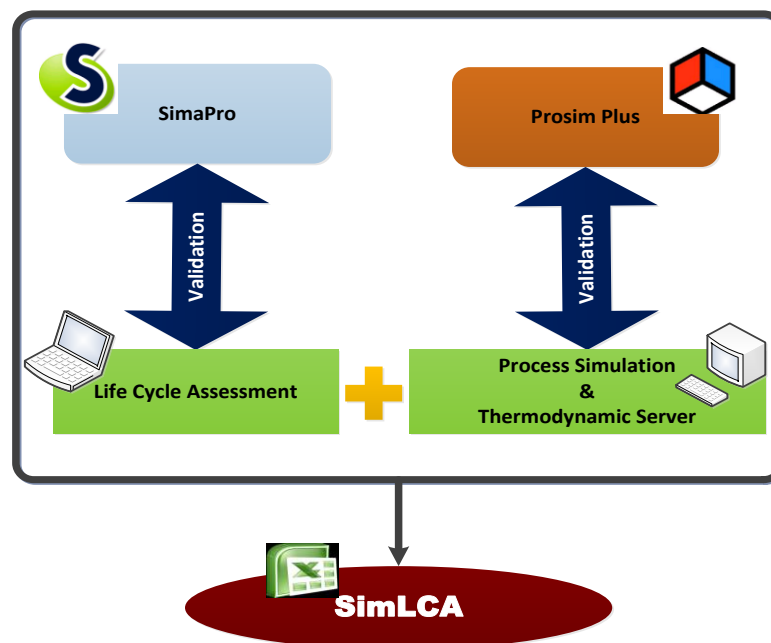 SimaPro
Prosim Plus
Validation
Validation
Life Cycle Assessment
Process Simulation
&
Thermodynamic Server
SimLCA